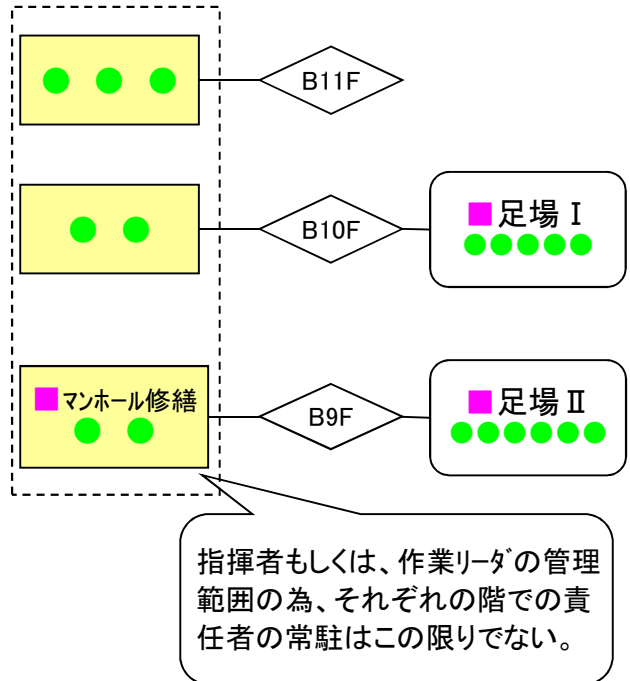 B11F
B10F
■足場Ⅰ
■マンホール修繕
B9F
■足場Ⅱ
指揮者もしくは、作業リーダの管理
範囲の為、それぞれの階での責
任者の常駐はこの限りでない。